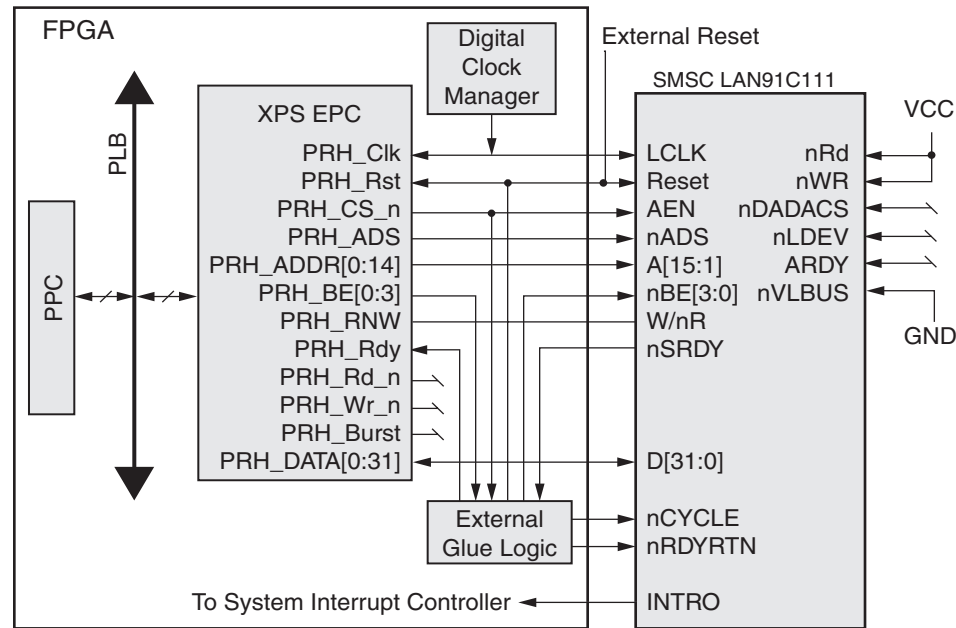 FPGA
Digital
Clock
Manager
External Reset
SMSC LAN91C111
VCC
PLB
PPC
XPS EPC
PRH_Clk
PRH_Rst
PRH_CS_n
PRH_ADS
PRH_ADDR[0:14]
PRH_BE[0:3]
PRH_RNW
PRH_Rdy
PRH_Rd_n
PRH_Wr_n
PRH_Burst
PRH_DATA[0:31]
LCLK
Reset
AEN
nADS
A[15:1]
nBE[3:0]
W/nR
nSRDY
D[31:0]
nCYCLE
nRDYRTN
INTRO
nRd
nWR
nDADACS
nLDEV
ARDY
nVLBUS
GND
External
Glue Logic
To System Interrupt Controller